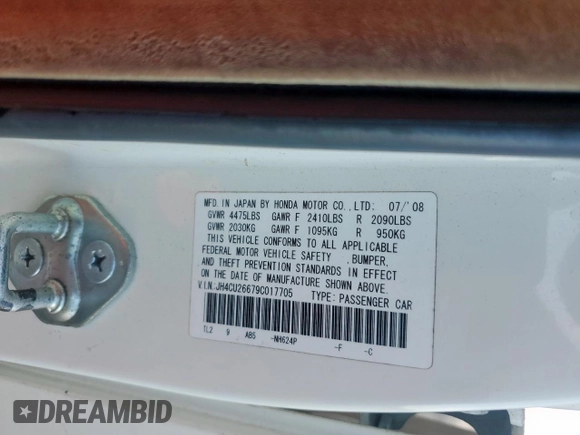 MFD. IN JAPAN BY HONDA MOTOR CO., LTD: 07/'08
GVWR 4475LBS GAWR F 2410LBS R 2090LBS
GVWR 2030KG GAWR F 1095KG R 950KG
THIS VEHICLE CONFORMS TO ALL APPLICABLE
FEDERAL MOTOR VEHICLE SAFETY ,BUMPER,
AND THEFT PREVENTION STANDARDS IN EFFECT
ON THE DATE OF MANUFACTURE SHOWN ABOVE.
V.I.N.JH4CU26679C017705 TYPE: PASSENGER CAR
TL2 9 AB5 -NH624P -F -C
DREAMBID